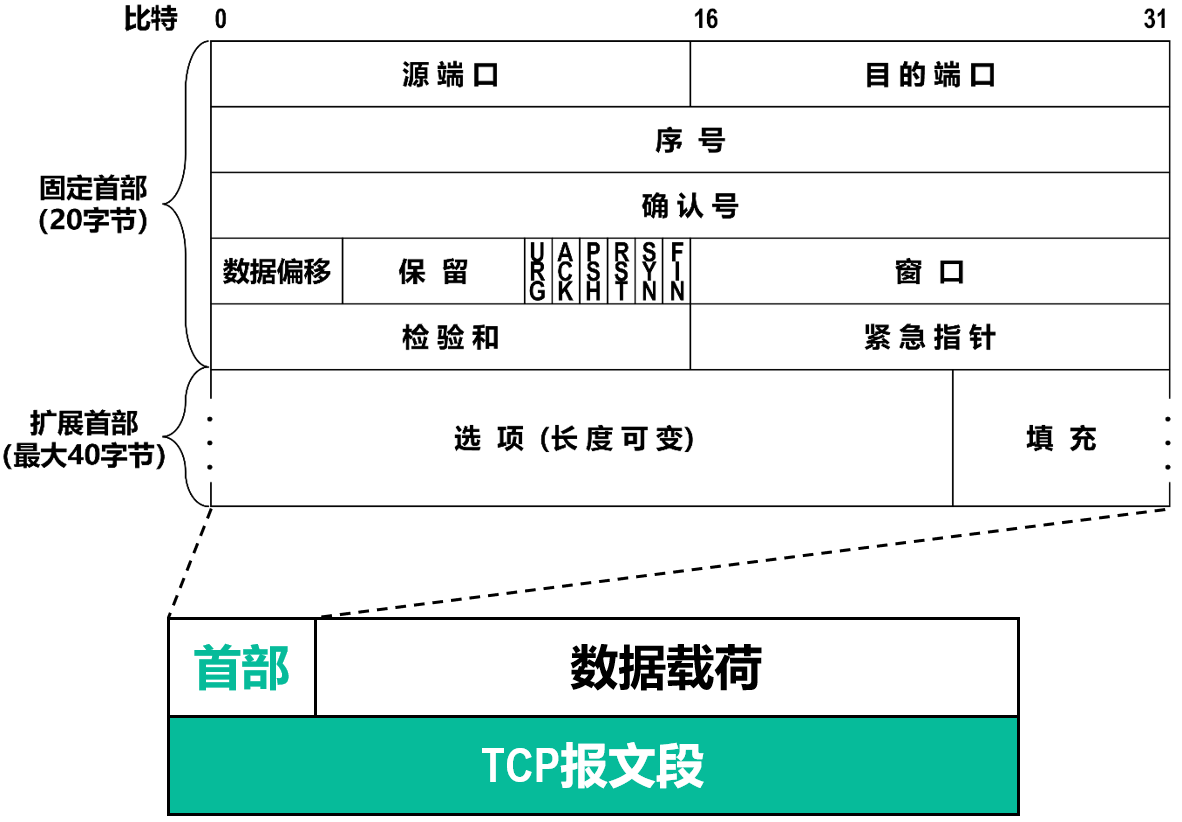 比特 0 16 31
源端口 目的端口
序号
确认号
固定首部
(20字节)
数据偏移 保留 URG ACK PSH RST SYN FIN 窗口
检验和 紧急指针
扩展首部
(最大40字节)
选项 (长度可变) 填充
首部 数据载荷
TCP报文段